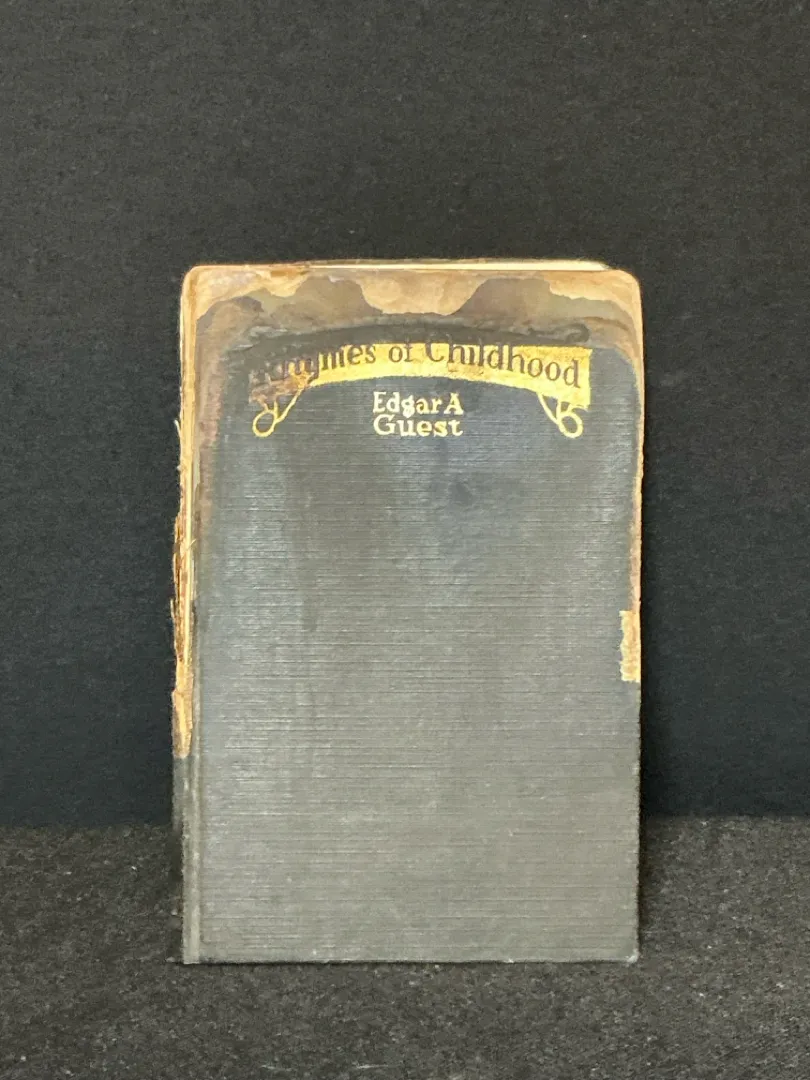 Rhymes of Childhood
Edgar A
Guest